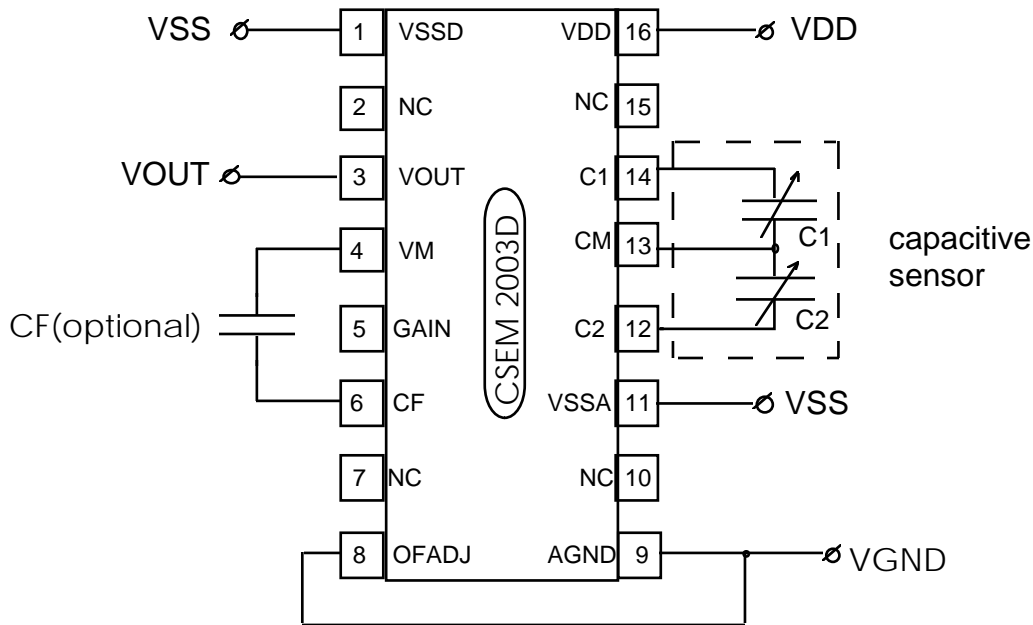 VSS 1 VSSD VDD 16 VDD
2 NC NC 15
VOUT 3 VOUT C1 14
4 VM CM 13 C1
capacitive
sensor
CF(optional) 5 GAIN C2 12 C2
6 CF VSSA 11 VSS
7 NC NC 10
8 OFADJ AGND 9 VGND
CSEM 2003D